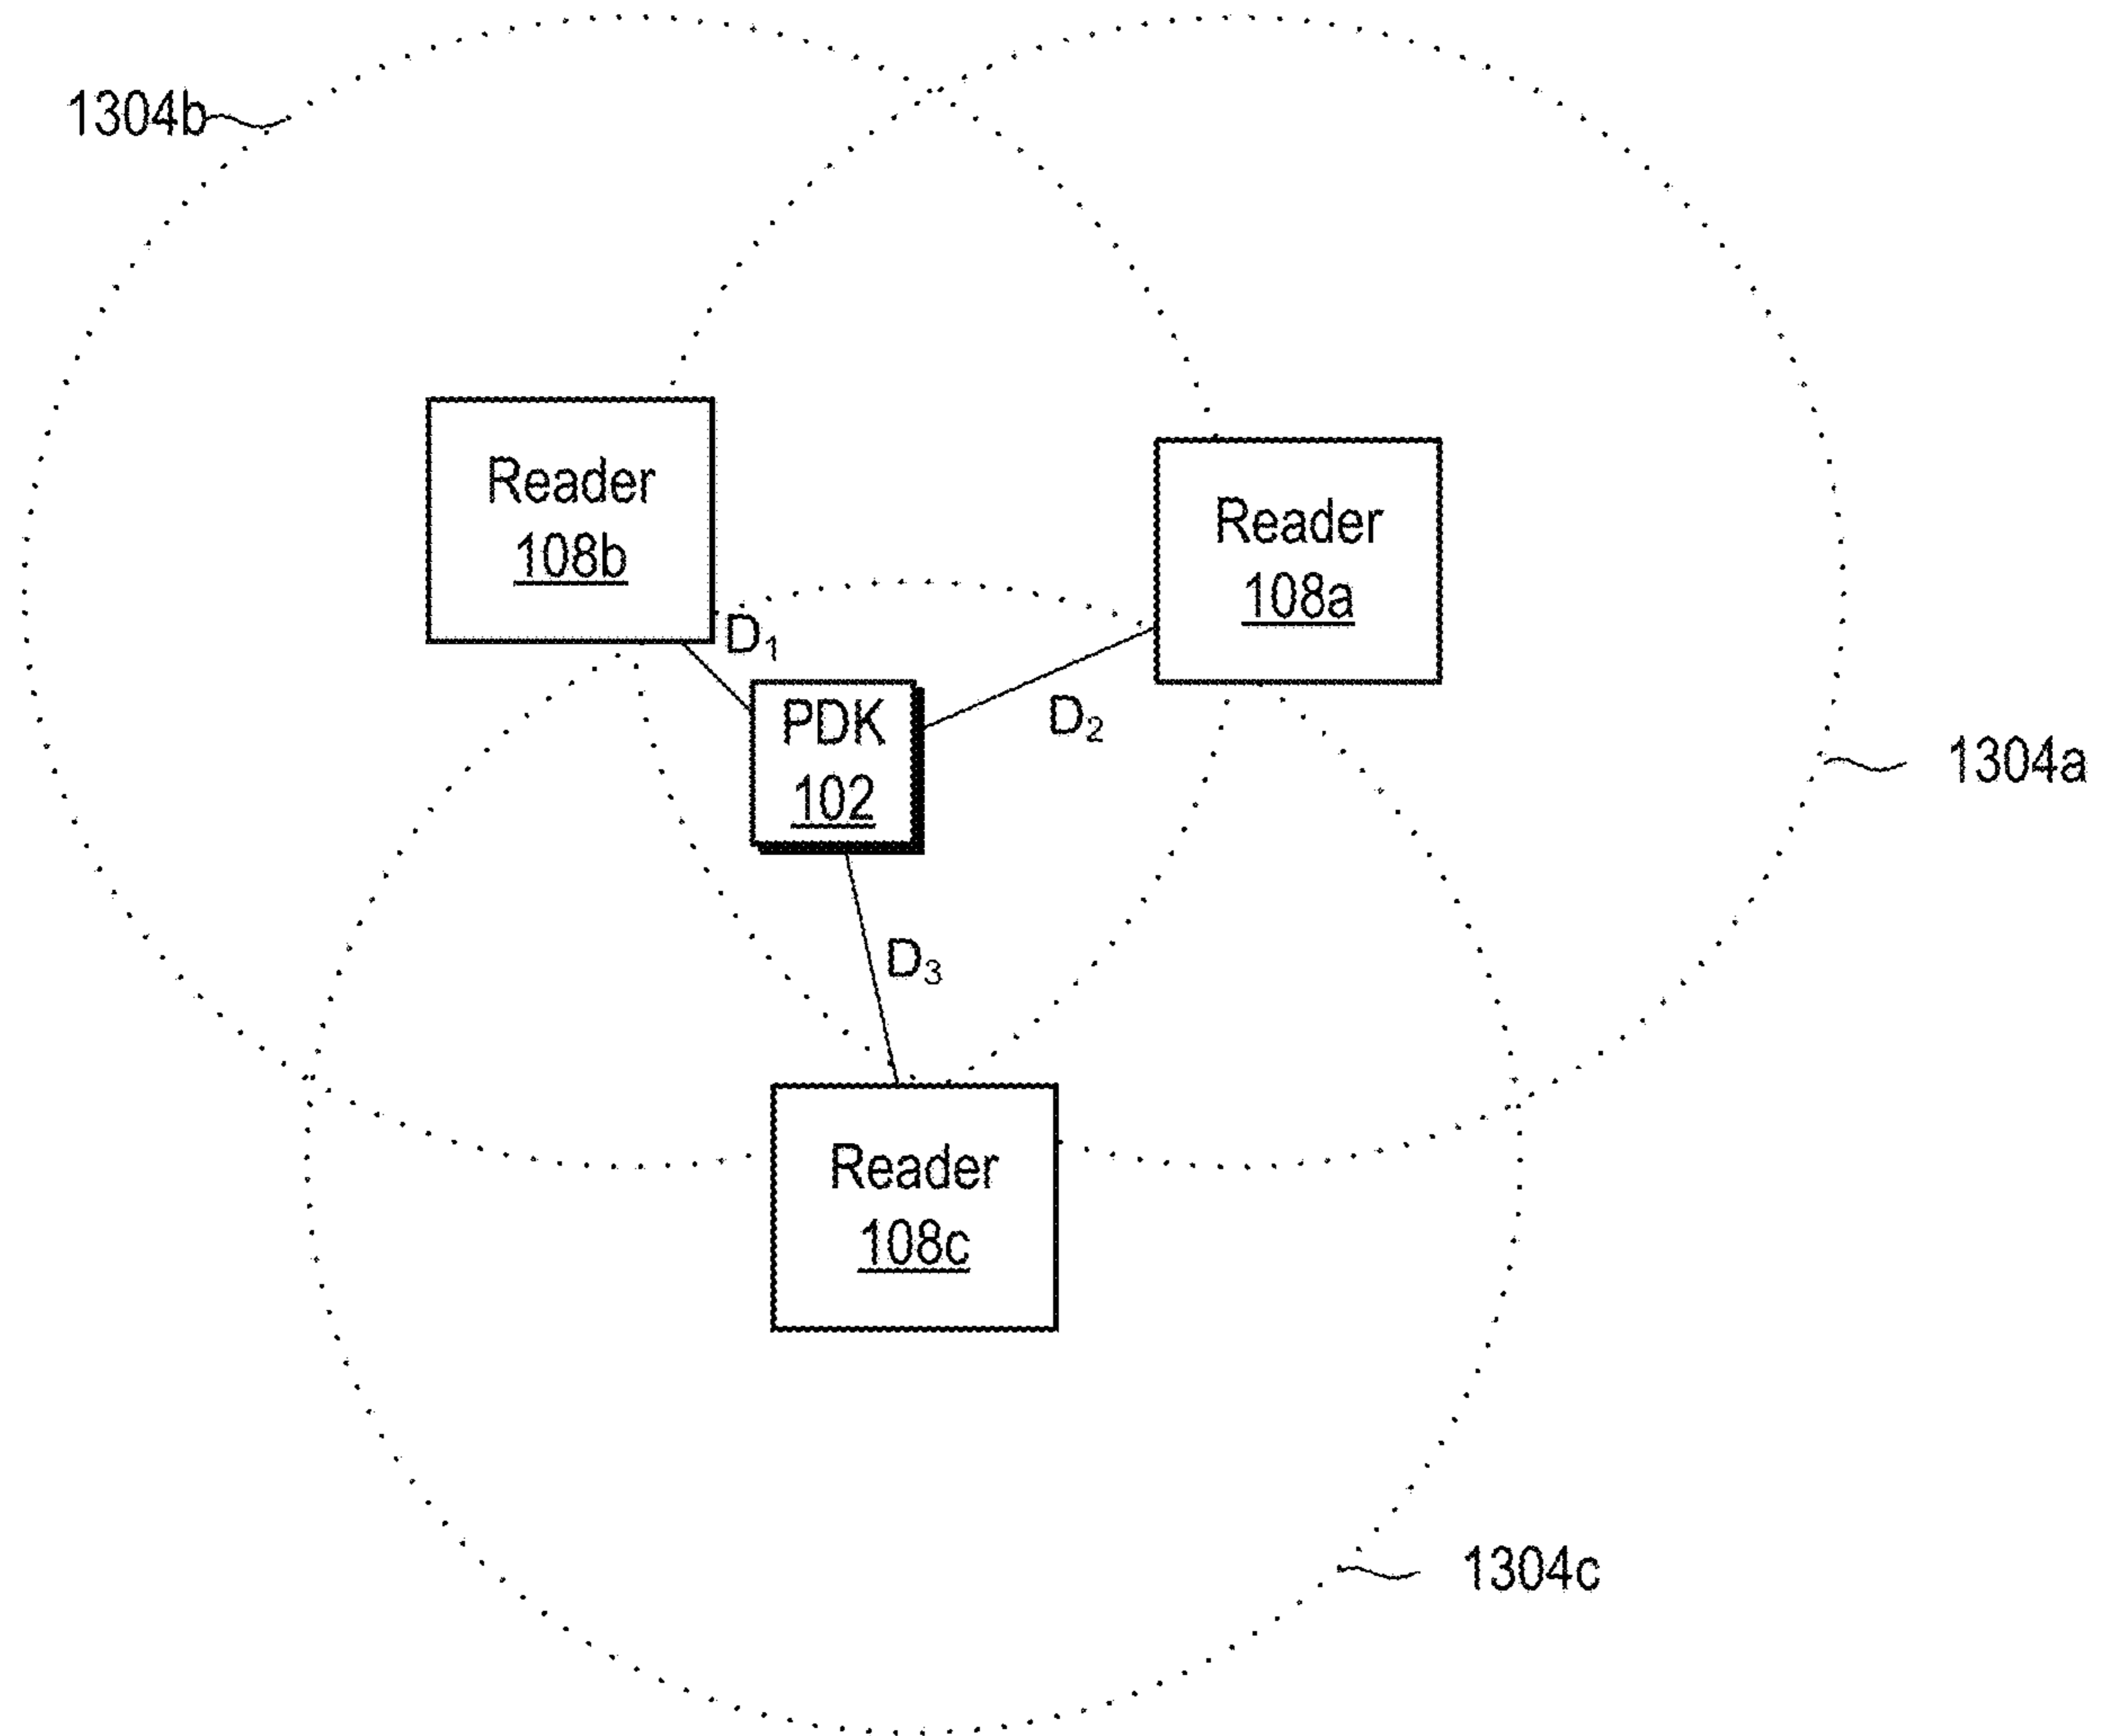 1304b
Reader
108b
Reader
108a
D₁
PDK
102
D₂
1304a
D₃
Reader
108c
1304c